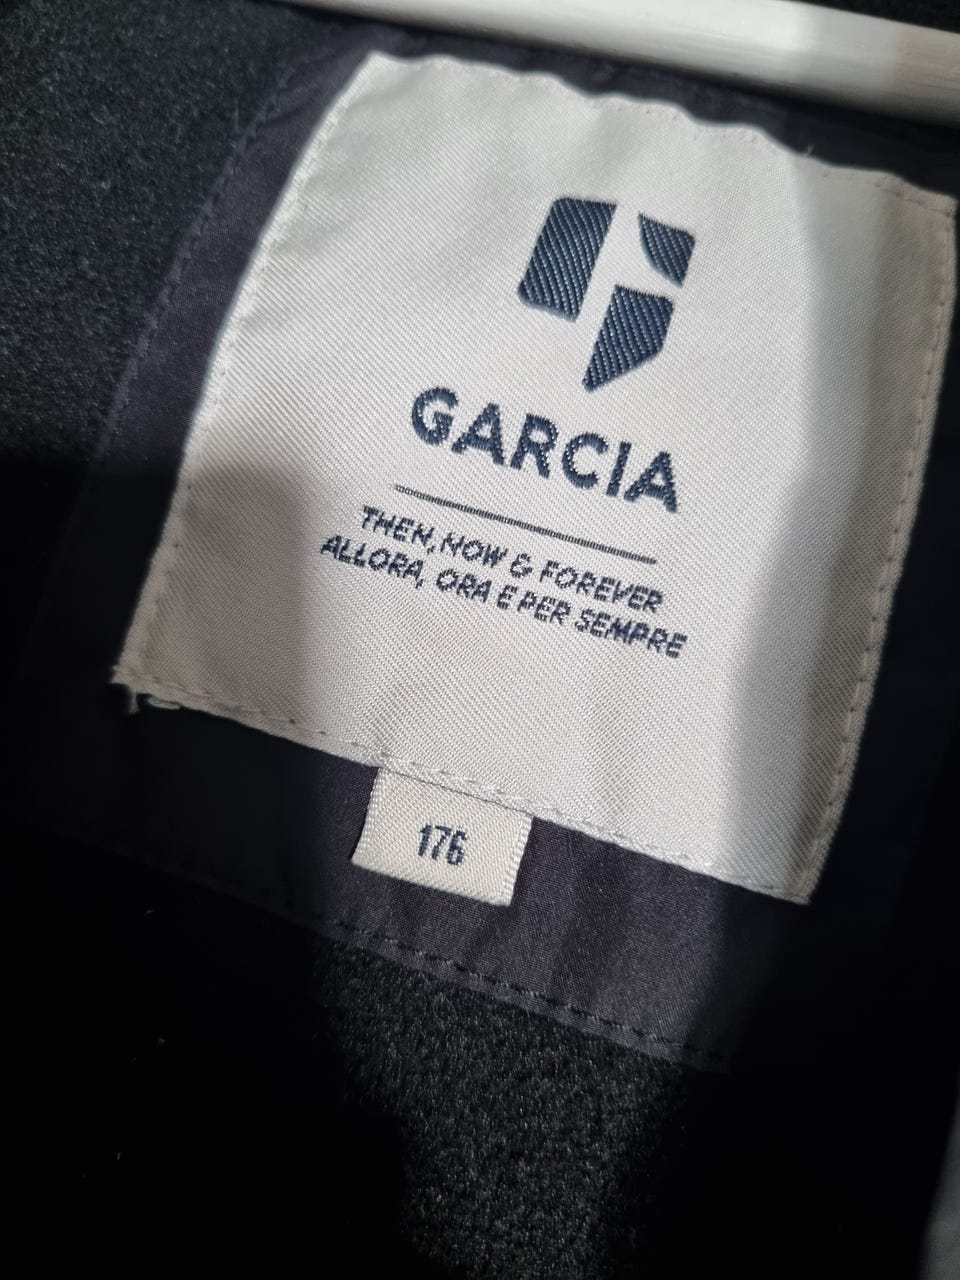 GARCIA
THEN, NOW & FOREVER
ALLORA, ORA E PER SEMPRE
176